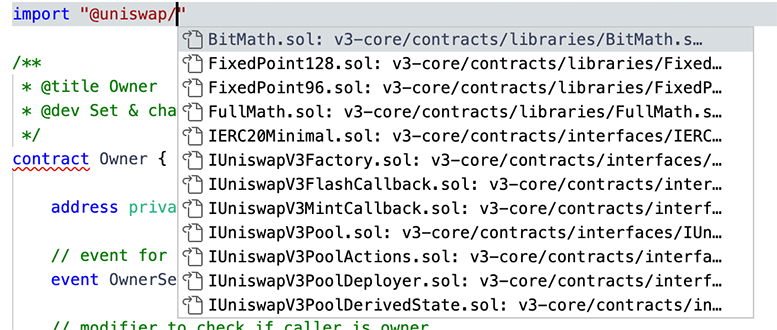 import "@uniswap/"
BitMath.sol: v3-core/contracts/libraries/BitMath.s…
/**
FixedPoint128.sol: v3-core/contracts/libraries/Fixed…
* @title Owner
FixedPoint96.sol: v3-core/contracts/libraries/FixedP…
* @dev Set & cha
FullMath.sol: v3-core/contracts/libraries/FullMath.s…
*/
IERC20Minimal.sol: v3-core/contracts/interfaces/IERC…
contract Owner {
IUniswapV3Factory.sol: v3-core/contracts/interfaces/…
IUniswapV3FlashCallback.sol: v3-core/contracts/inter…
address priva
IUniswapV3MintCallback.sol: v3-core/contracts/interf…
IUniswapV3Pool.sol: v3-core/contracts/interfaces/IUn…
// event for
IUniswapV3PoolActions.sol: v3-core/contracts/interfa…
event OwnerSe
IUniswapV3PoolDeployer.sol: v3-core/contracts/interf…
IUniswapV3PoolDerivedState.sol: v3-core/contracts/in…
// modifier to check if caller is owner